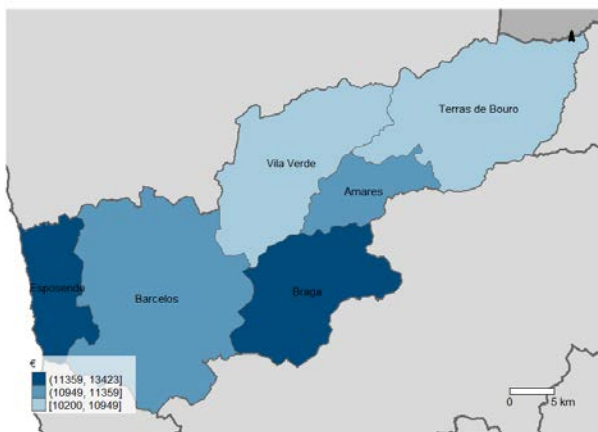 Terras de Bouro
Vila Verde
Amares
Esposende
Barcelos
Braga
€
(11359, 13423]
(10949, 11359]
[10200, 10949]
0 5 km